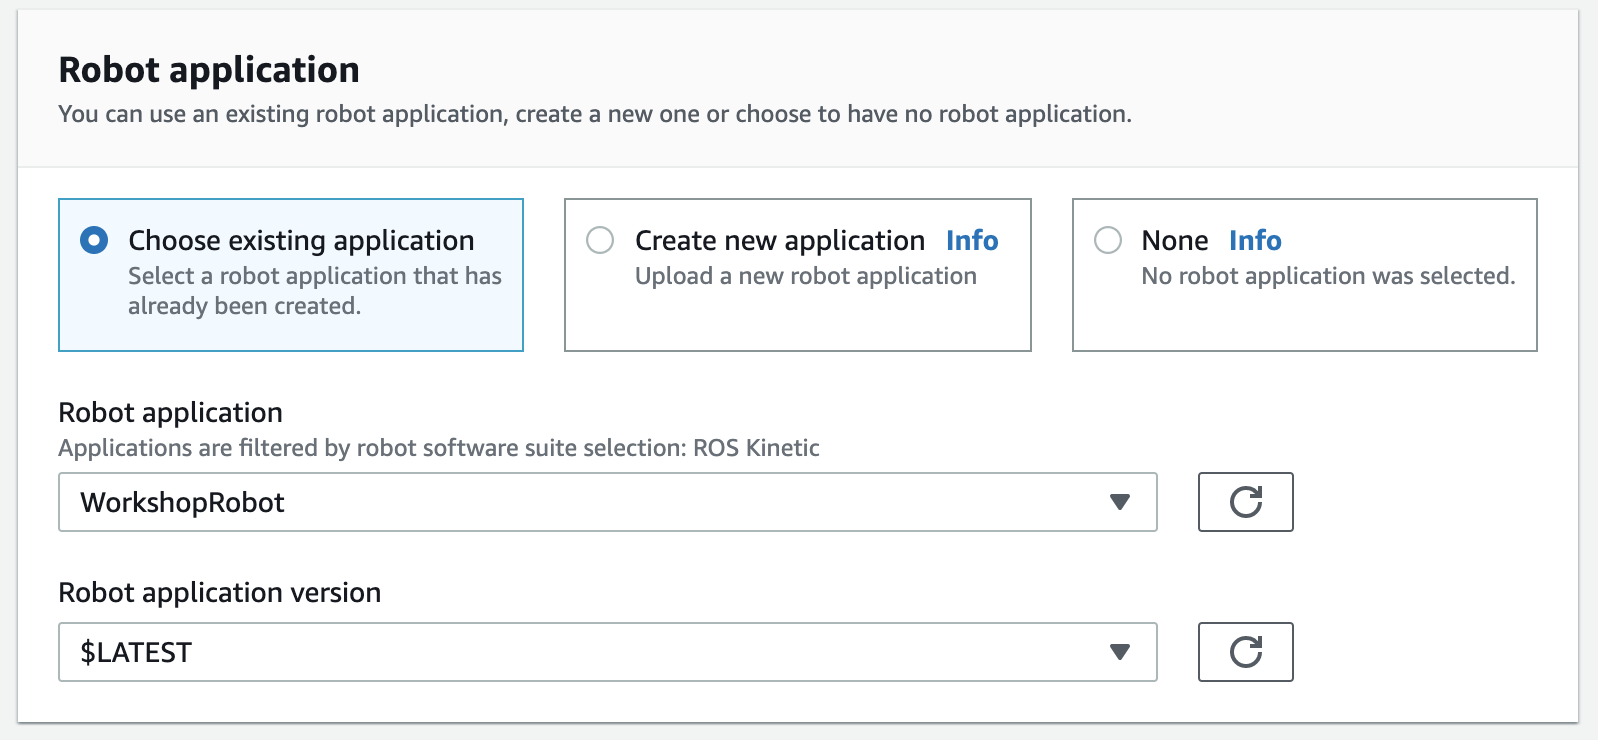 Robot application
You can use an existing robot application, create a new one or choose to have no robot application.
Choose existing application
Select a robot application that has
already been created.
Create new application Info
Upload a new robot application
None Info
No robot application was selected.
Robot application
Applications are filtered by robot software suite selection: ROS Kinetic
WorkshopRobot
Robot application version
$LATEST